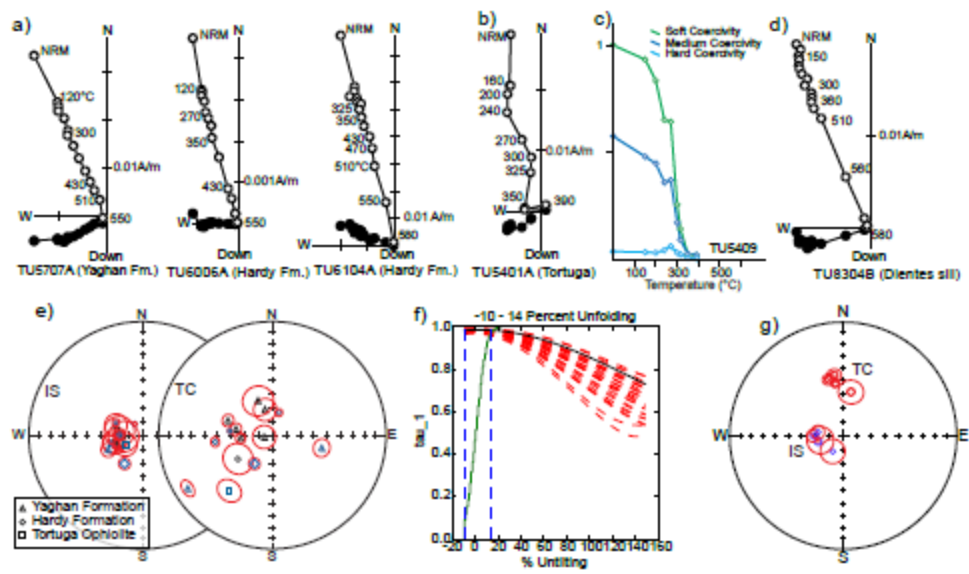 a)
NRM
N
120°C
300
0.01A/m
430
510
550
W
Down
TU5707A (Yaghan Fm.)
NRM
N
120
270
350
0.001A/m
430
550
W
Down
TU6006A (Hardy Fm.)
NRM
N
325
350
430
470
510°C
550
0.01 A/m
580
W
Down
TU6104A (Hardy Fm.)
b)
N
NRM
160
200
240
270
300
325
350
0.01A/m
390
W
Down
TU5401A (Tortuga)
c)
Soft Coercivity
Medium Coercivity
Hard Coercivity
1
TU5409
100 300 500
Temperature (°C)
d)
N
NRM
150
300
360
510
0.01A/m
560
580
W
Down
TU8304B (Dientes sill)
e)
N
IS
W
S
N
TC
E
S
Yaghan Formation
Hardy Formation
Tortuga Ophiolite
f)
-10 - 14 Percent Unfolding
1.0
0.8
0.6
0.4
0.2
0.0
tau_1
-20 0 20 40 60 80 100 120 140 160
% Untilting
g)
N
TC
W
E
IS
S